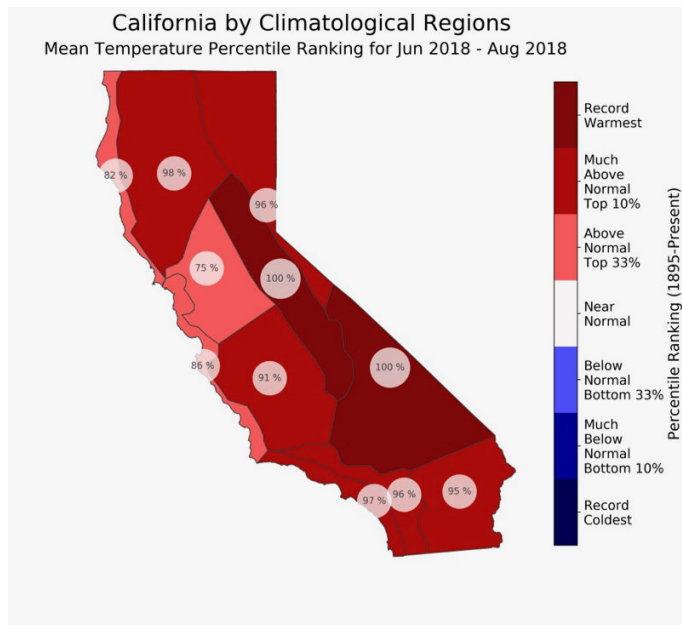 California by Climatological Regions
Mean Temperature Percentile Ranking for Jun 2018 - Aug 2018
82 %
98 %
96 %
75 %
100 %
86 %
91 %
100 %
97 %
96 %
95 %
Record
Warmest
Much
Above
Normal
Top 10%
Above
Normal
Top 33%
Near
Normal
Below
Normal
Bottom 33%
Much
Below
Normal
Bottom 10%
Record
Coldest
Percentile Ranking (1895-Present)